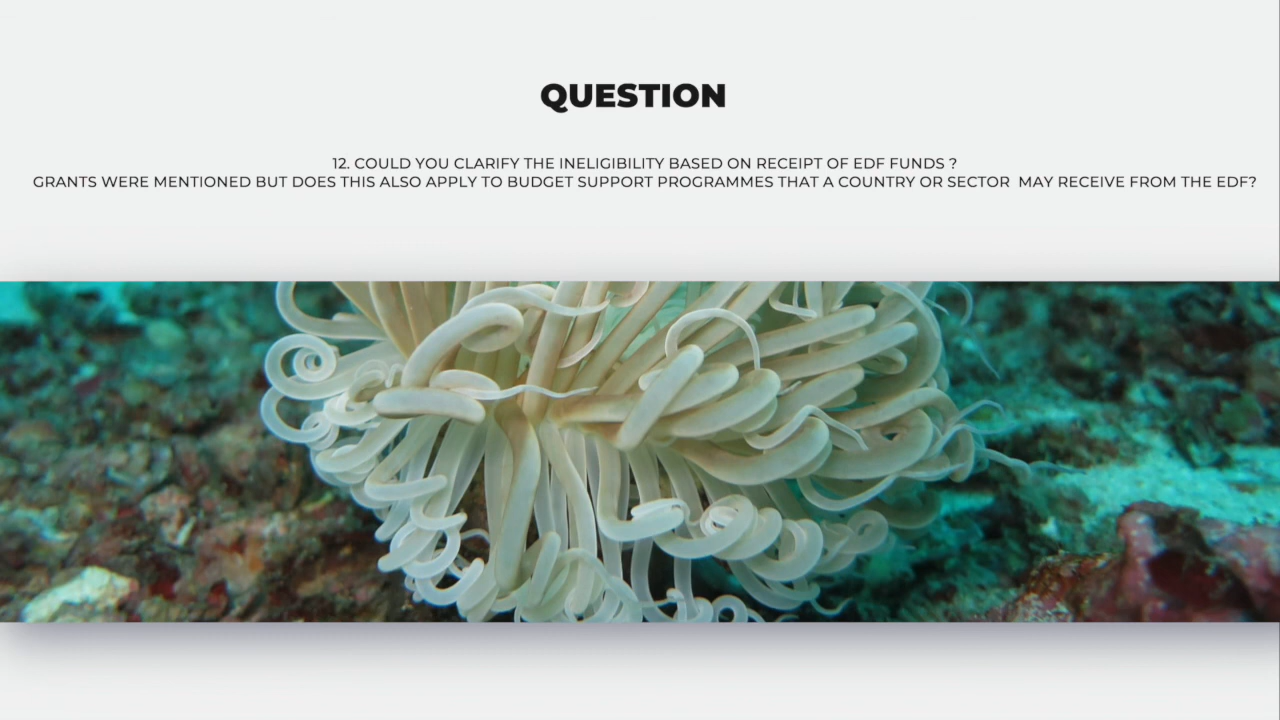 QUESTION
12. COULD YOU CLARIFY THE INELIGIBILITY BASED ON RECEIPT OF EDF FUNDS ?
GRANTS WERE MENTIONED BUT DOES THIS ALSO APPLY TO BUDGET SUPPORT PROGRAMMES THAT A COUNTRY OR SECTOR  MAY RECEIVE FROM THE EDF?